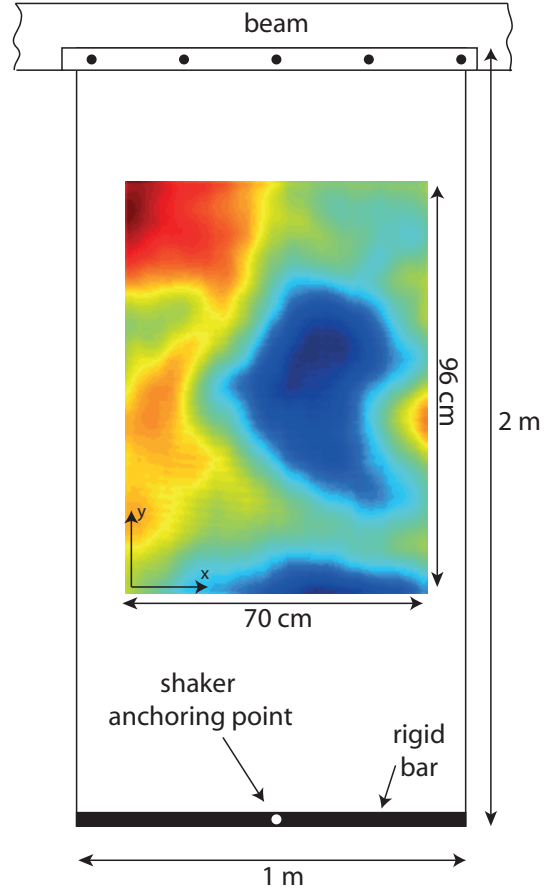 beam
96 cm
2 m
y
x
70 cm
shaker
anchoring point
rigid
bar
1 m